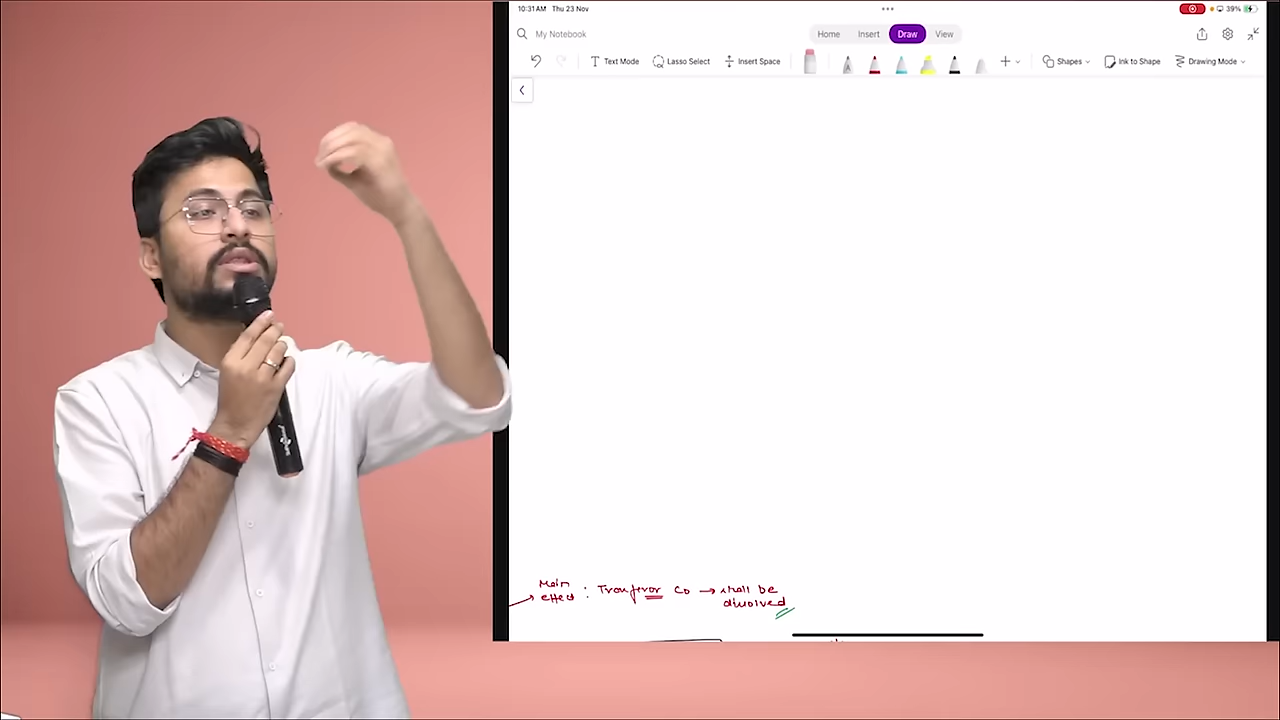 10:31 AM Thu 23 Nov
39%
My Notebook
Home Insert Draw View
Text Mode Lasso Select Insert Space Shapes Ink to Shape Drawing Mode
Main
effect : Tranferor Co → shall be
dissolved